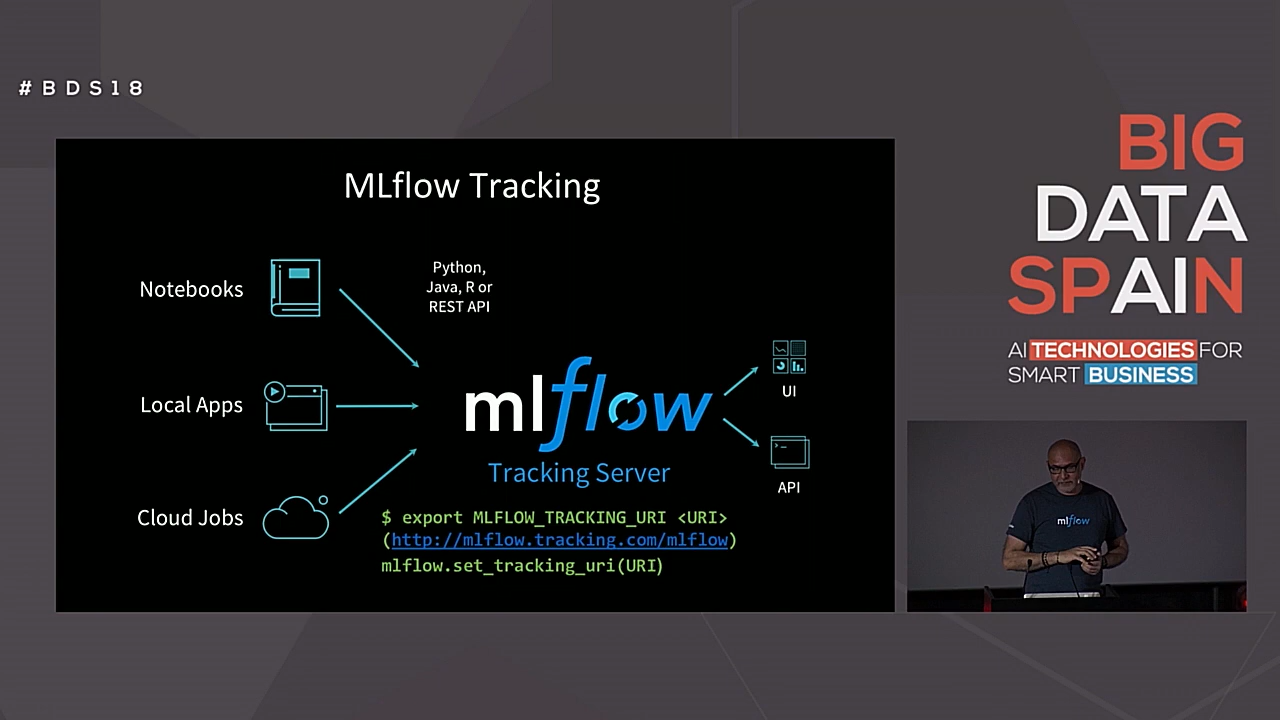 #BDS18
MLflow Tracking
Notebooks
Python,
Java, R or
REST API
Local Apps
mlflow
Tracking Server
UI
API
Cloud Jobs
$ export MLFLOW_TRACKING_URI <URI>
(http://mlflow.tracking.com/mlflow)
mlflow.set_tracking_uri(URI)
BIG
DATA
SPAIN
AI TECHNOLOGIES FOR
SMART BUSINESS
mlflow